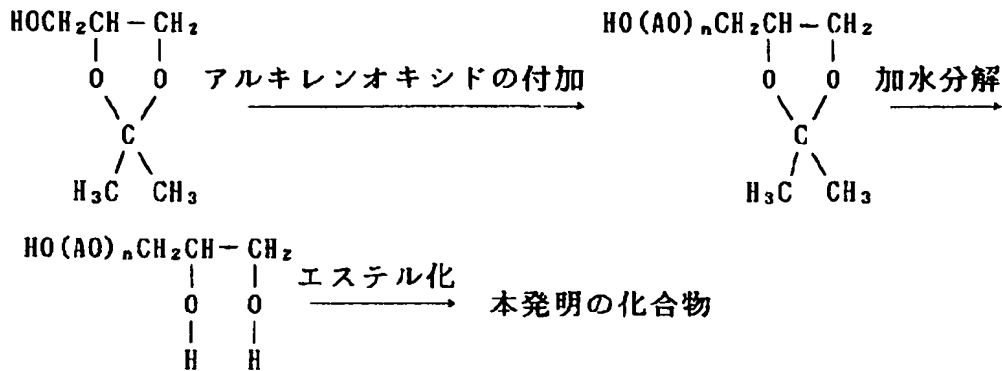 HOCH₂CH－CH₂
O O
C
H₃C CH₃
アルキレンオキシドの付加
HO(AO)ₙCH₂CH－CH₂
O O
C
H₃C CH₃
加水分解
HO(AO)ₙCH₂CH－CH₂
O O
H H
エステル化
本発明の化合物